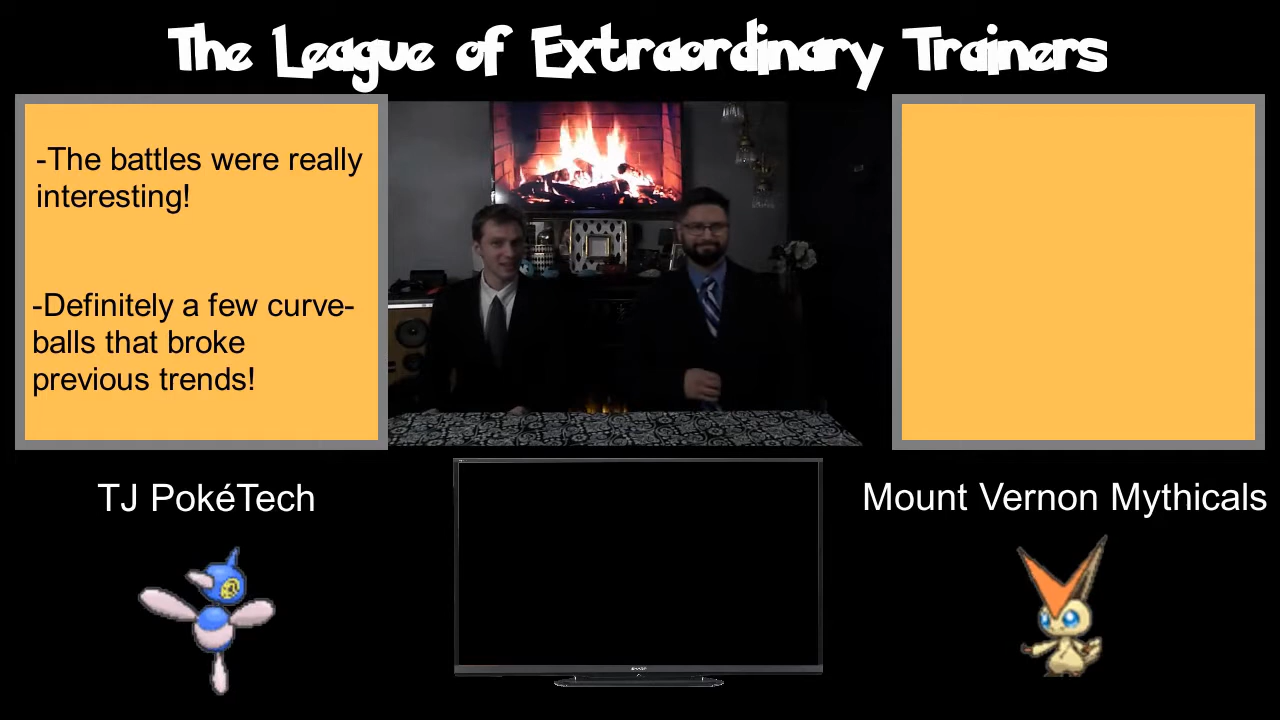 The League of Extraordinary Trainers
-The battles were really
interesting!
-Definitely a few curve-
balls that broke
previous trends!
TJ PokéTech
Mount Vernon Mythicals
SHARP